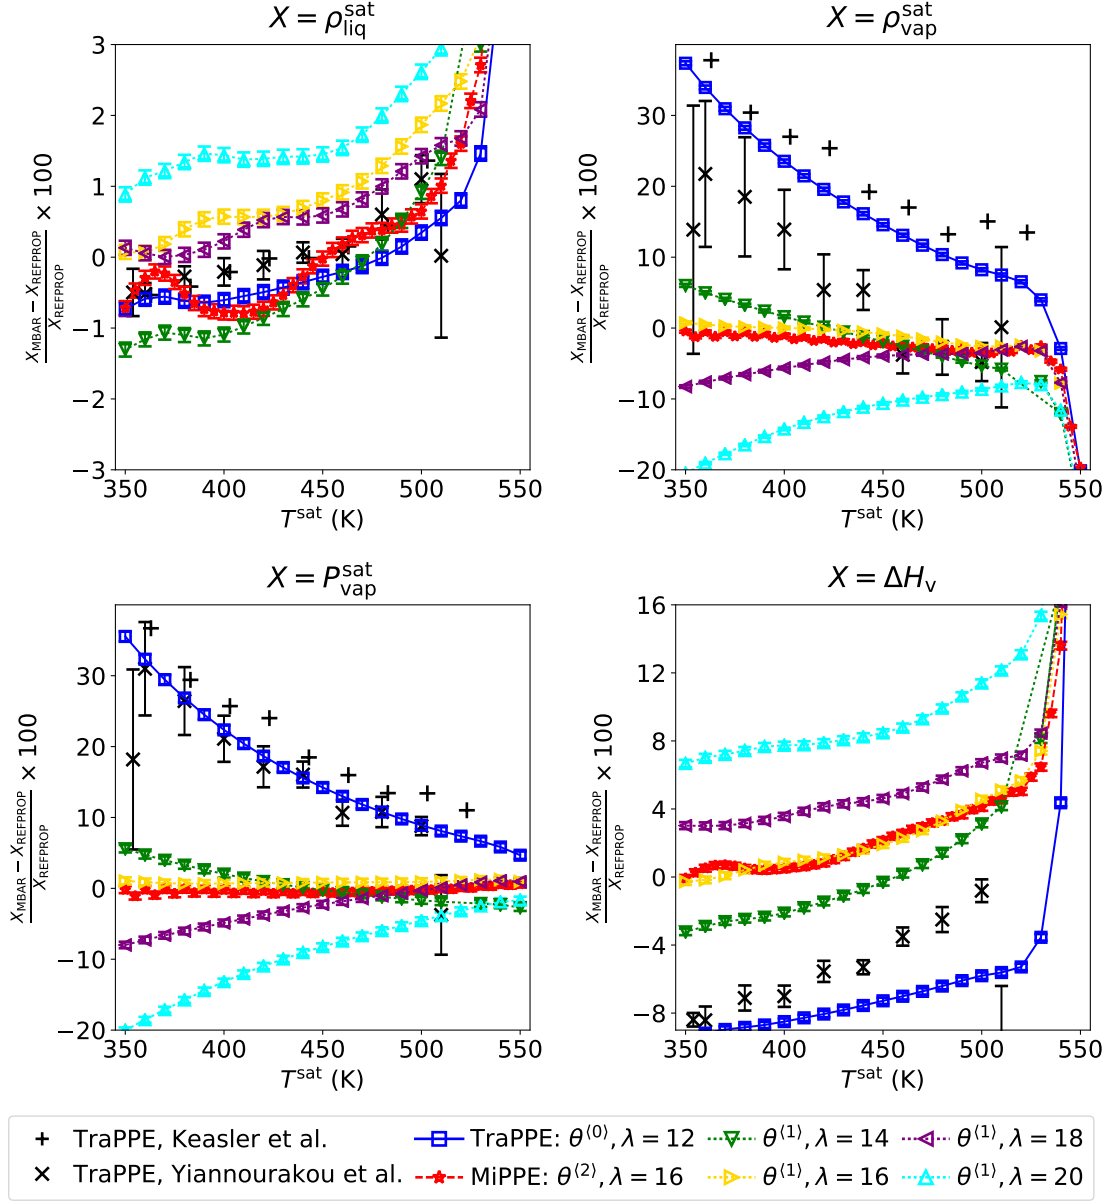 X = ρ_liq^sat
X = ρ_vap^sat
3
2
1
0
−1
−2
−3
350 400 450 500 550
T^sat (K)
X_MBAR − X_REFPROP / X_REFPROP × 100
40
30
20
10
0
−10
−20
350 400 450 500 550
T^sat (K)
X_MBAR − X_REFPROP / X_REFPROP × 100
X = P_vap^sat
X = ΔH_v
30
20
10
0
−10
−20
350 400 450 500 550
T^sat (K)
X_MBAR − X_REFPROP / X_REFPROP × 100
16
12
8
4
0
−4
−8
350 400 450 500 550
T^sat (K)
X_MBAR − X_REFPROP / X_REFPROP × 100
TraPPE, Keasler et al.
TraPPE, Yiannourakou et al.
TraPPE: θ^⟨0⟩, λ = 12
MiPPE: θ^⟨2⟩, λ = 16
θ^⟨1⟩, λ = 14
θ^⟨1⟩, λ = 16
θ^⟨1⟩, λ = 18
θ^⟨1⟩, λ = 20